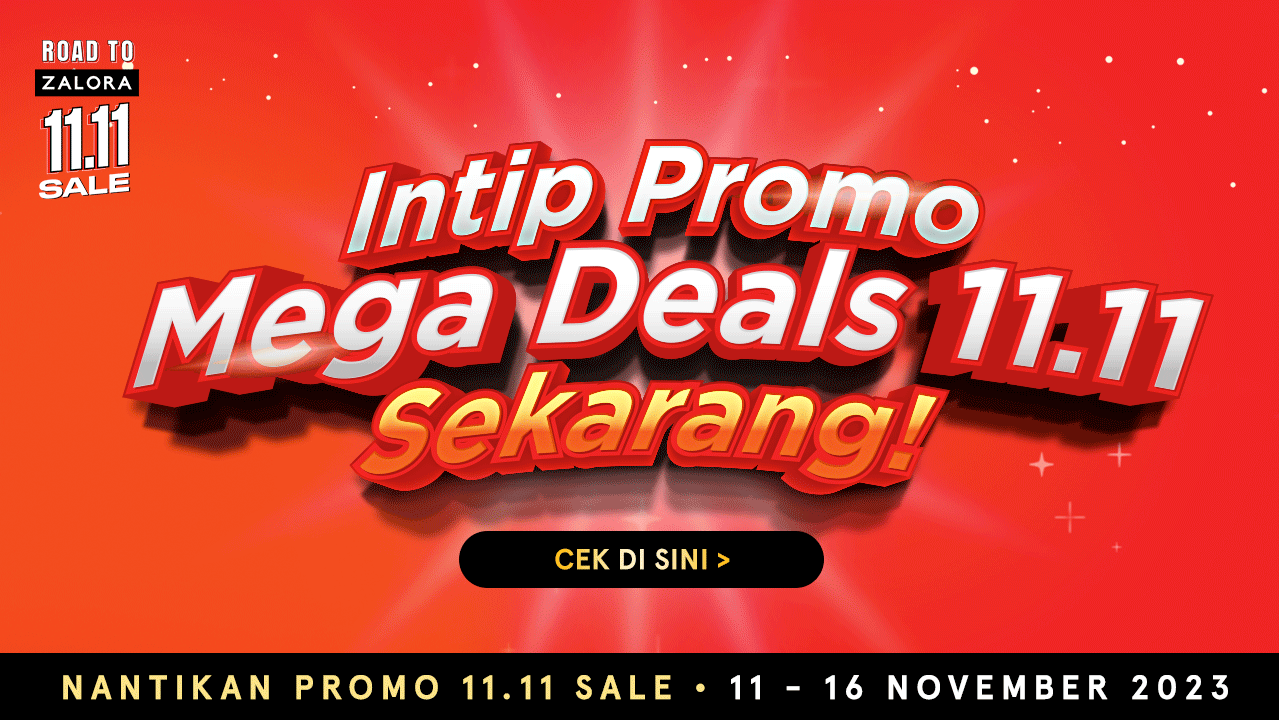 ROAD TO
ZALORA
11.11
SALE
Intip Promo
Mega Deals 11.11
Sekarang!
CEK DI SINI >
NANTIKAN PROMO 11.11 SALE • 11 - 16 NOVEMBER 2023